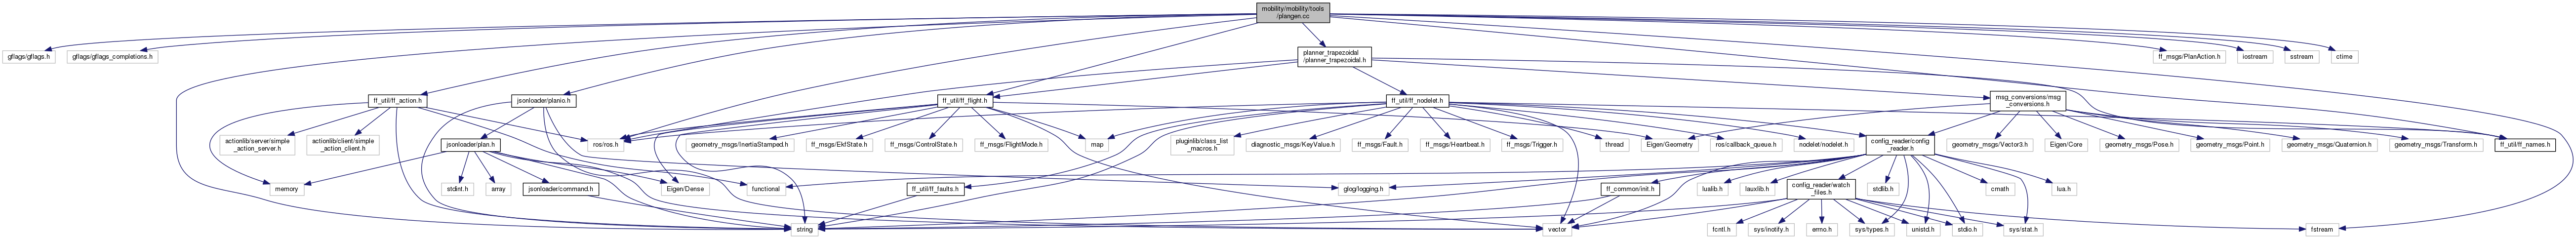 mobility/mobility/tools
/plangen.cc
gflags/gflags.h
gflags/gflags_completions.h
planner_trapezoidal
/planner_trapezoidal.h
ff_msgs/PlanAction.h
iostream
sstream
ctime
ff_util/ff_action.h
jsonloader/planio.h
ff_util/ff_flight.h
ff_util/ff_nodelet.h
msg_conversions/msg
_conversions.h
actionlib/server/simple
_action_server.h
actionlib/client/simple
_action_client.h
jsonloader/plan.h
ros/ros.h
geometry_msgs/InertiaStamped.h
ff_msgs/EkfState.h
ff_msgs/ControlState.h
ff_msgs/FlightMode.h
map
pluginlib/class_list
_macros.h
diagnostic_msgs/KeyValue.h
ff_msgs/Fault.h
ff_msgs/Heartbeat.h
ff_msgs/Trigger.h
thread
Eigen/Geometry
ros/callback_queue.h
nodelet/nodelet.h
config_reader/config
_reader.h
geometry_msgs/Vector3.h
Eigen/Core
geometry_msgs/Pose.h
geometry_msgs/Point.h
geometry_msgs/Quaternion.h
geometry_msgs/Transform.h
ff_util/ff_names.h
memory
stdint.h
array
jsonloader/command.h
Eigen/Dense
functional
ff_util/ff_faults.h
glog/logging.h
ff_common/init.h
lualib.h
lauxlib.h
config_reader/watch
_files.h
stdlib.h
cmath
lua.h
string
vector
fcntl.h
sys/inotify.h
errno.h
sys/types.h
unistd.h
stdio.h
sys/stat.h
fstream